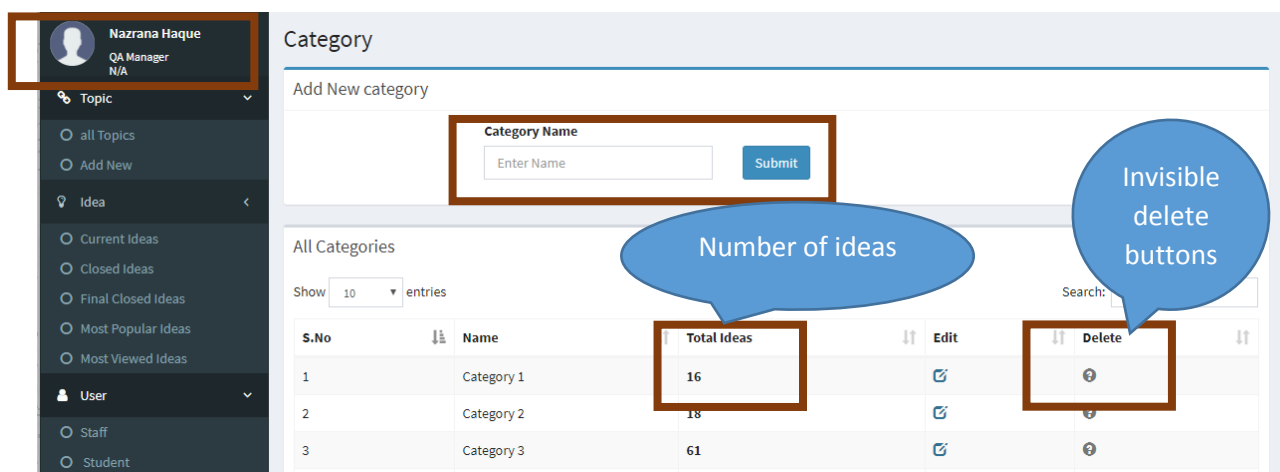 Nazrana Haque
QA Manager
N/A
Topic
all Topics
Add New
Idea
Current Ideas
Closed Ideas
Final Closed Ideas
Most Popular Ideas
Most Viewed Ideas
User
Staff
Student
Category
Add New category
Category Name
Enter Name Submit
Invisible
delete
buttons
Number of ideas
All Categories
Show 10 entries Search:
S.No Name Total Ideas Edit Delete
1 Category 1 16
2 Category 2 18
3 Category 3 61